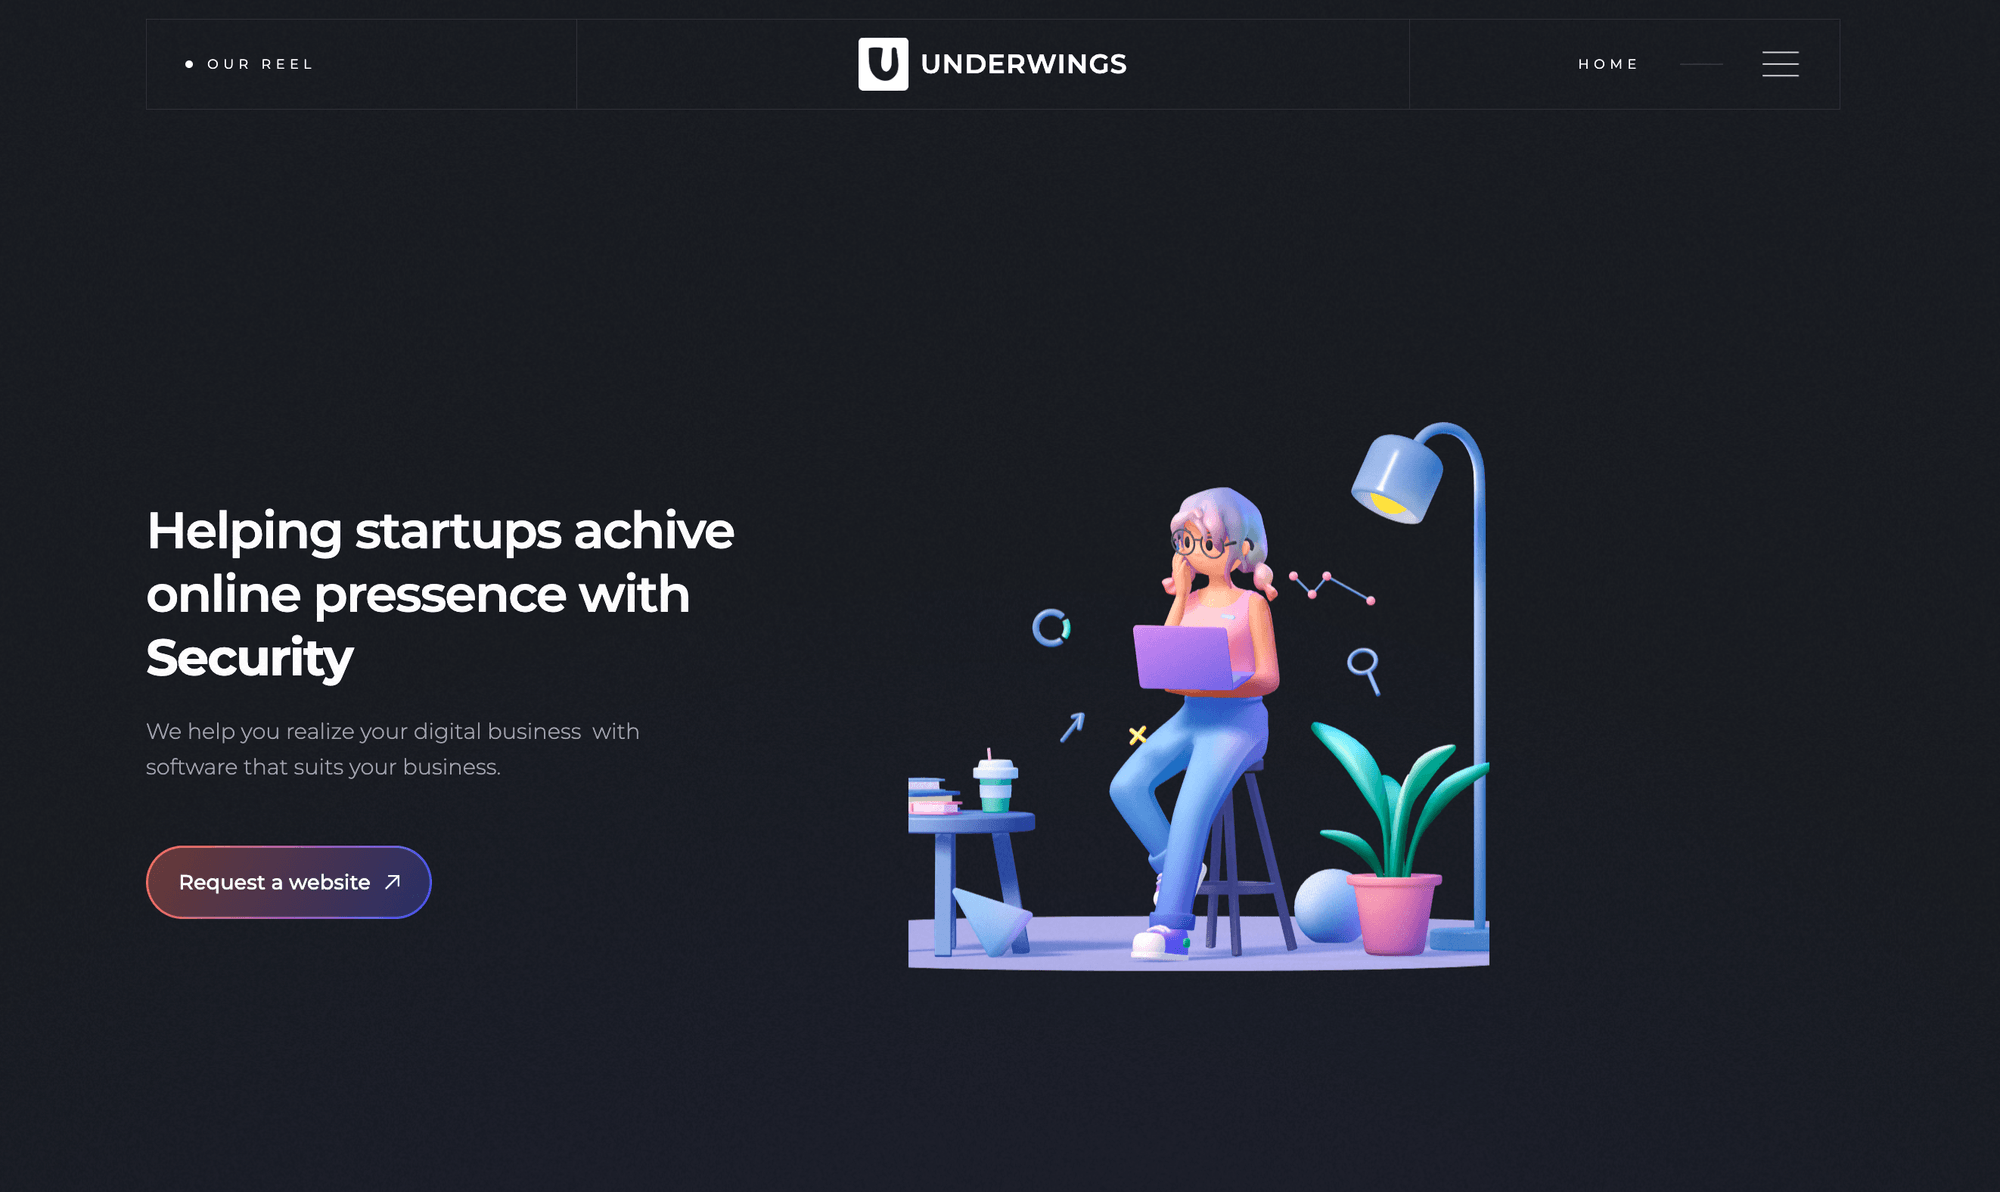 OUR REEL
UNDERWINGS
HOME
Helping startups achive
online pressence with
Security
We help you realize your digital business  with
software that suits your business.
Request a website